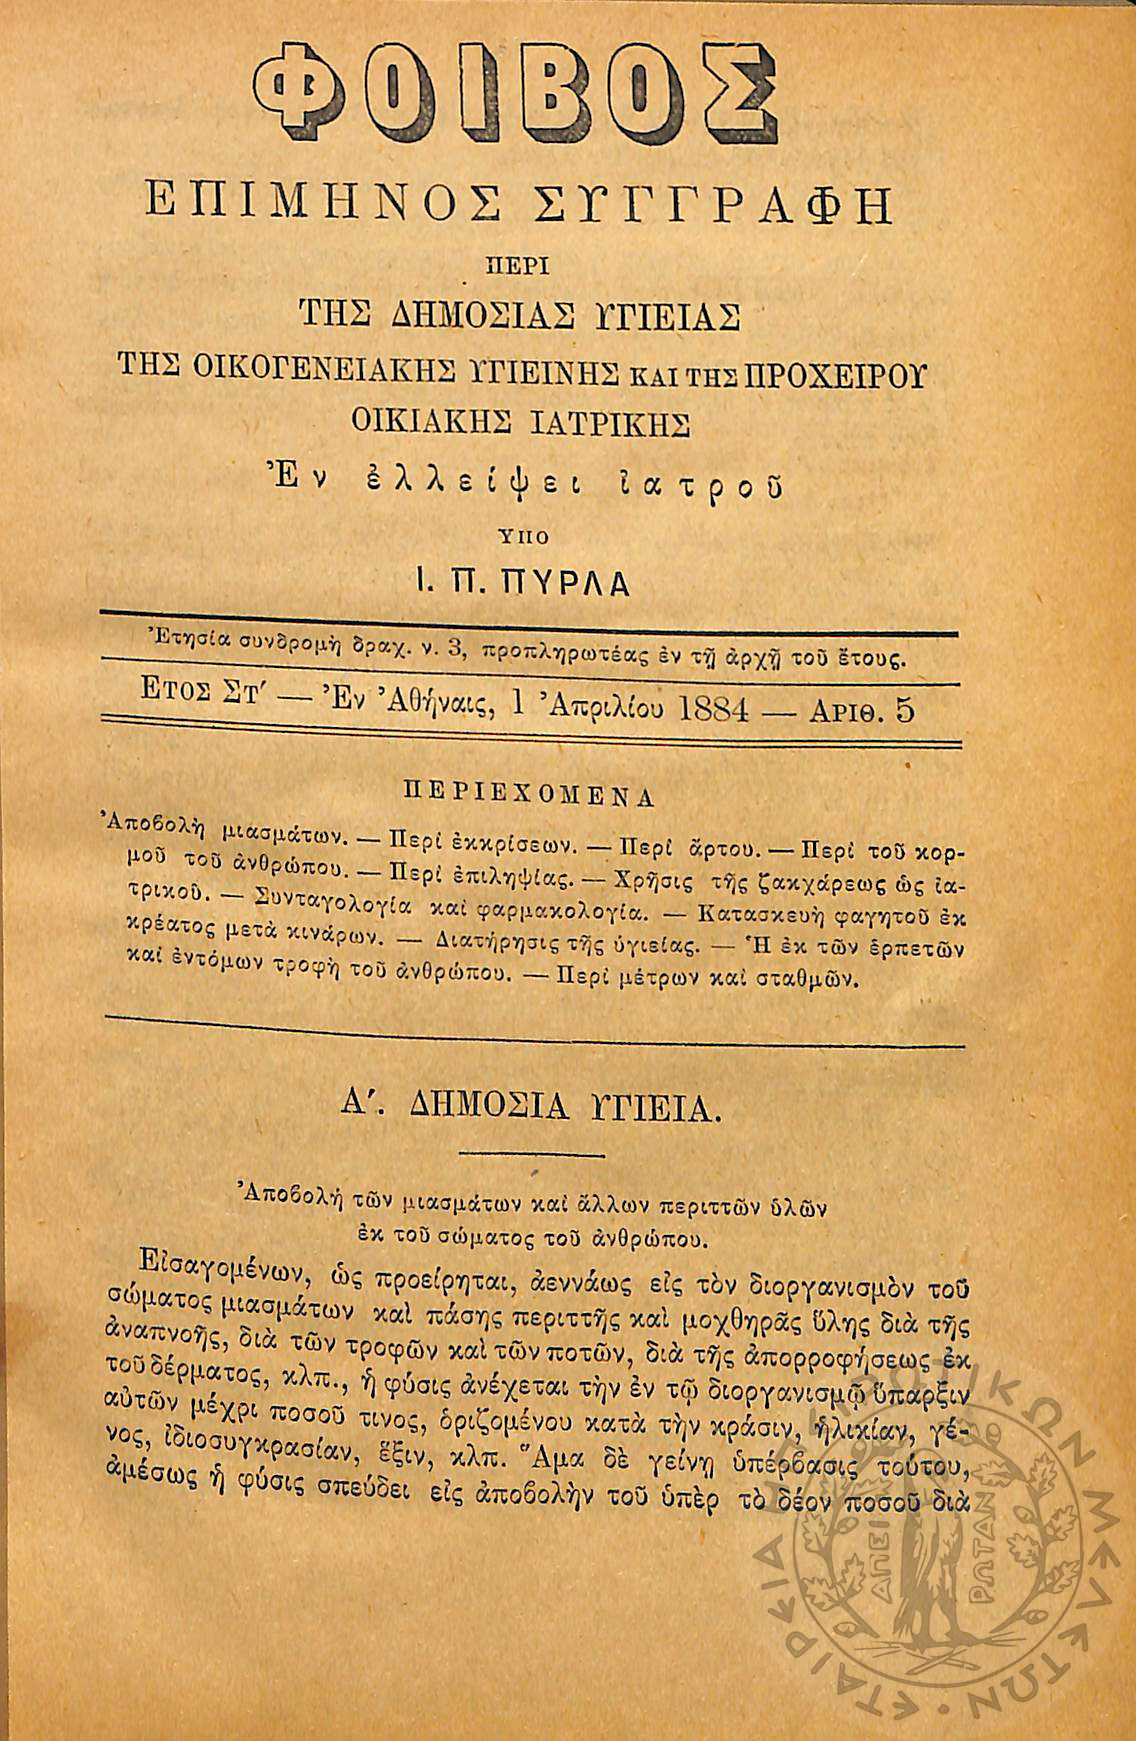 ΦΟΙΒΟΣ
ΕΠΙΜΗΝΟΣ ΣΥΓΓΡΑΦΗ
ΠΕΡΙ
ΤΗΣ ΔΗΜΟΣΙΑΣ ΥΓΙΕΙΑΣ
ΤΗΣ ΟΙΚΟΓΕΝΕΙΑΚΗΣ ΥΓΙΕΙΝΗΣ ΚΑΙ ΤΗΣ ΠΡΟΧΕΙΡΟΥ
ΟΙΚΙΑΚΗΣ ΙΑΤΡΙΚΗΣ
Ἐν ἐλλείψει ἰατροῦ
ΥΠΟ
Ι. Π. ΠΥΡΛΑ
Ἐτησία συνδρομὴ δραχ. ν. 3, προπληρωτέας ἐν τῇ ἀρχῇ τοῦ ἔτους.
ΕΤΟΣ ΣΤ′ — Ἐν Ἀθήναις, 1 Ἀπριλίου 1884 — ΑΡΙΘ. 5
ΠΕΡΙΕΧΟΜΕΝΑ
Ἀποβολὴ μιασμάτων. — Περὶ ἐκκρίσεων. — Περὶ ἄρτου. — Περὶ τοῦ κορ-
μοῦ τοῦ ἀνθρώπου. — Περὶ ἐπιληψίας. — Χρῆσις τῆς ζακχάρεως ὡς ἰα-
τρικοῦ. — Συνταγολογία καὶ φαρμακολογία. — Κατασκευὴ φαγητοῦ ἐκ
κρέατος μετὰ κινάρων. — Διατήρησις τῆς ὑγιείας. — Ἡ ἐκ τῶν ἑρπετῶν
καὶ ἐντόμων τροφὴ τοῦ ἀνθρώπου. — Περὶ μέτρων καὶ σταθμῶν.
Α′. ΔΗΜΟΣΙΑ ΥΓΙΕΙΑ.
Ἀποβολὴ τῶν μιασμάτων καὶ ἄλλων περιττῶν ὑλῶν
ἐκ τοῦ σώματος τοῦ ἀνθρώπου.
Εἰσαγομένων, ὡς προείρηται, ἀεννάως εἰς τὸν διοργανισμὸν τοῦ
σώματος μιασμάτων καὶ πάσης περιττῆς καὶ μοχθηρᾶς ὕλης διὰ τῆς
ἀναπνοῆς, διὰ τῶν τροφῶν καὶ τῶν ποτῶν, διὰ τῆς ἀπορροφήσεως ἐκ
τοῦ δέρματος, κλπ., ἡ φύσις ἀνέχεται τὴν ἐν τῷ διοργανισμῷ ὕπαρξιν
αὐτῶν μέχρι ποσοῦ τινος, ὁριζομένου κατὰ τὴν κράσιν, ἡλικίαν, γέ-
νος, ἰδιοσυγκρασίαν, ἕξιν, κλπ. Ἅμα δὲ γείνῃ ὑπέρβασις τούτου,
ἀμέσως ἡ φύσις σπεύδει εἰς ἀποβολὴν τοῦ ὑπὲρ τὸ δέον ποσοῦ διὰ
ΕΤΑΙΡΕΙΑ ΗΠΕΙΡΩΤΙΚΩΝ ΜΕΛΕΤΩΝ
ΑΠΕΙ ΡΩΤΑΝ